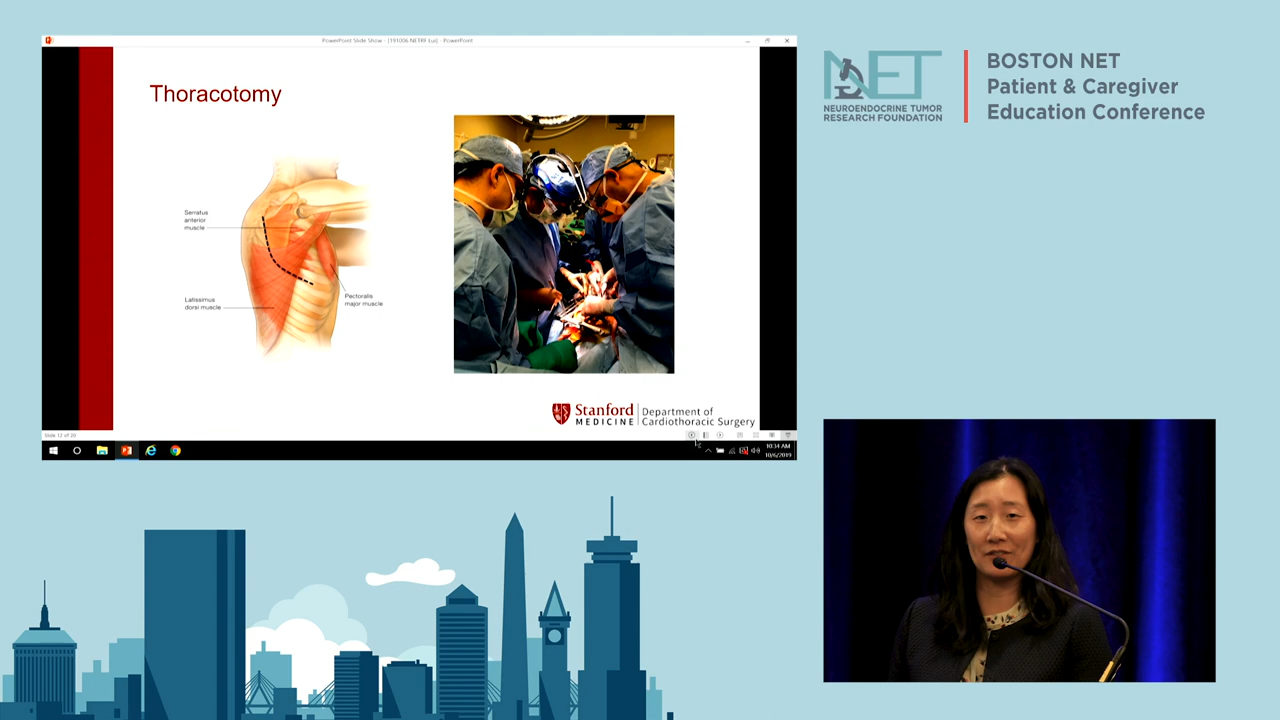 PowerPoint Slide Show - [191006 NETRF (Lui) - PowerPoint
Thoracotomy
Serratus
anterior
muscle
Latissimus
dorsi muscle
Pectoralis
major muscle
Stanford
MEDICINE
Department of
Cardiothoracic Surgery
Slide 12 of 20
10:34 AM
10/6/2019
NET
NEUROENDOCRINE TUMOR
RESEARCH FOUNDATION
BOSTON NET
Patient & Caregiver
Education Conference